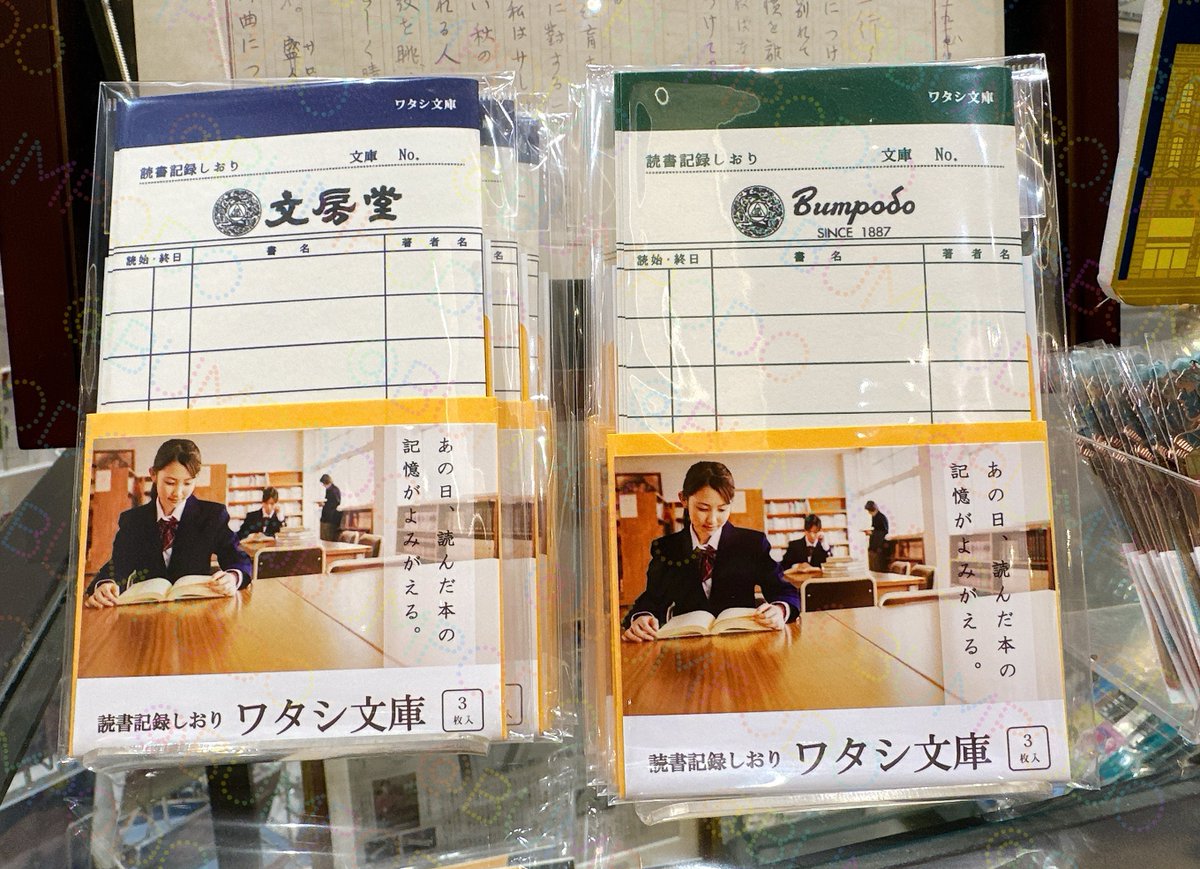 ワタシ文庫
読書記録しおり 文庫 No.
文房堂
読始・終日 書名 著者名
あの日、読んだ本の
記憶がよみがえる。
読書記録しおり ワタシ文庫 3枚入
ワタシ文庫
読書記録しおり 文庫 No.
Bumpodo
SINCE 1887
読始・終日 書名 著者名
あの日、読んだ本の
記憶がよみがえる。
読書記録しおり ワタシ文庫 3枚入